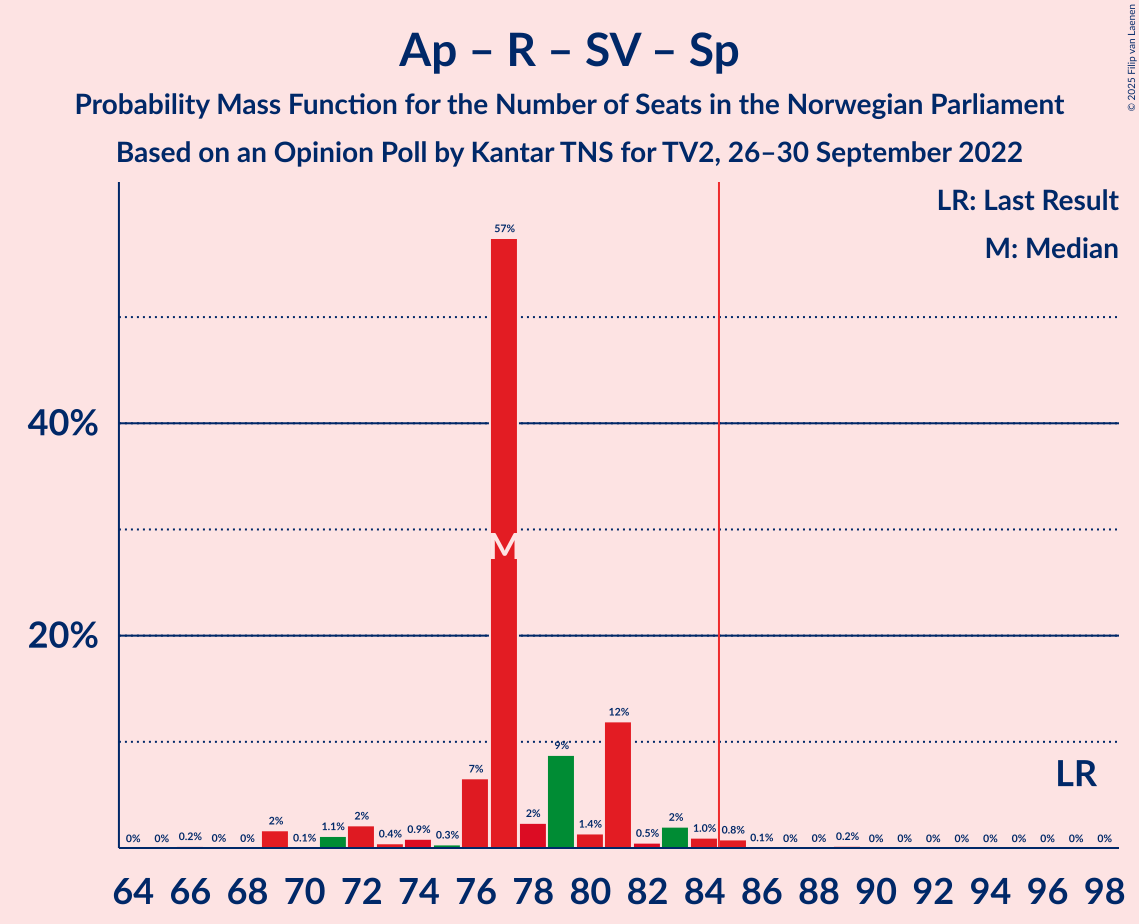 Ap – R – SV – Sp
Probability Mass Function for the Number of Seats in the Norwegian Parliament
Based on an Opinion Poll by Kantar TNS for TV2, 26–30 September 2022
© 2025 Filip van Laenen
LR: Last Result
M: Median
40%
20%
0% 0% 0.2% 0% 0% 2% 0.1% 1.1% 2% 0.4% 0.9% 0.3% 7% 57% 2% 9% 1.4% 12% 0.5% 2% 1.0% 0.8% 0.1% 0% 0% 0.2% 0% 0% 0% 0% 0% 0% 0% 0% 0%
M
LR
64 66 68 70 72 74 76 78 80 82 84 86 88 90 92 94 96 98